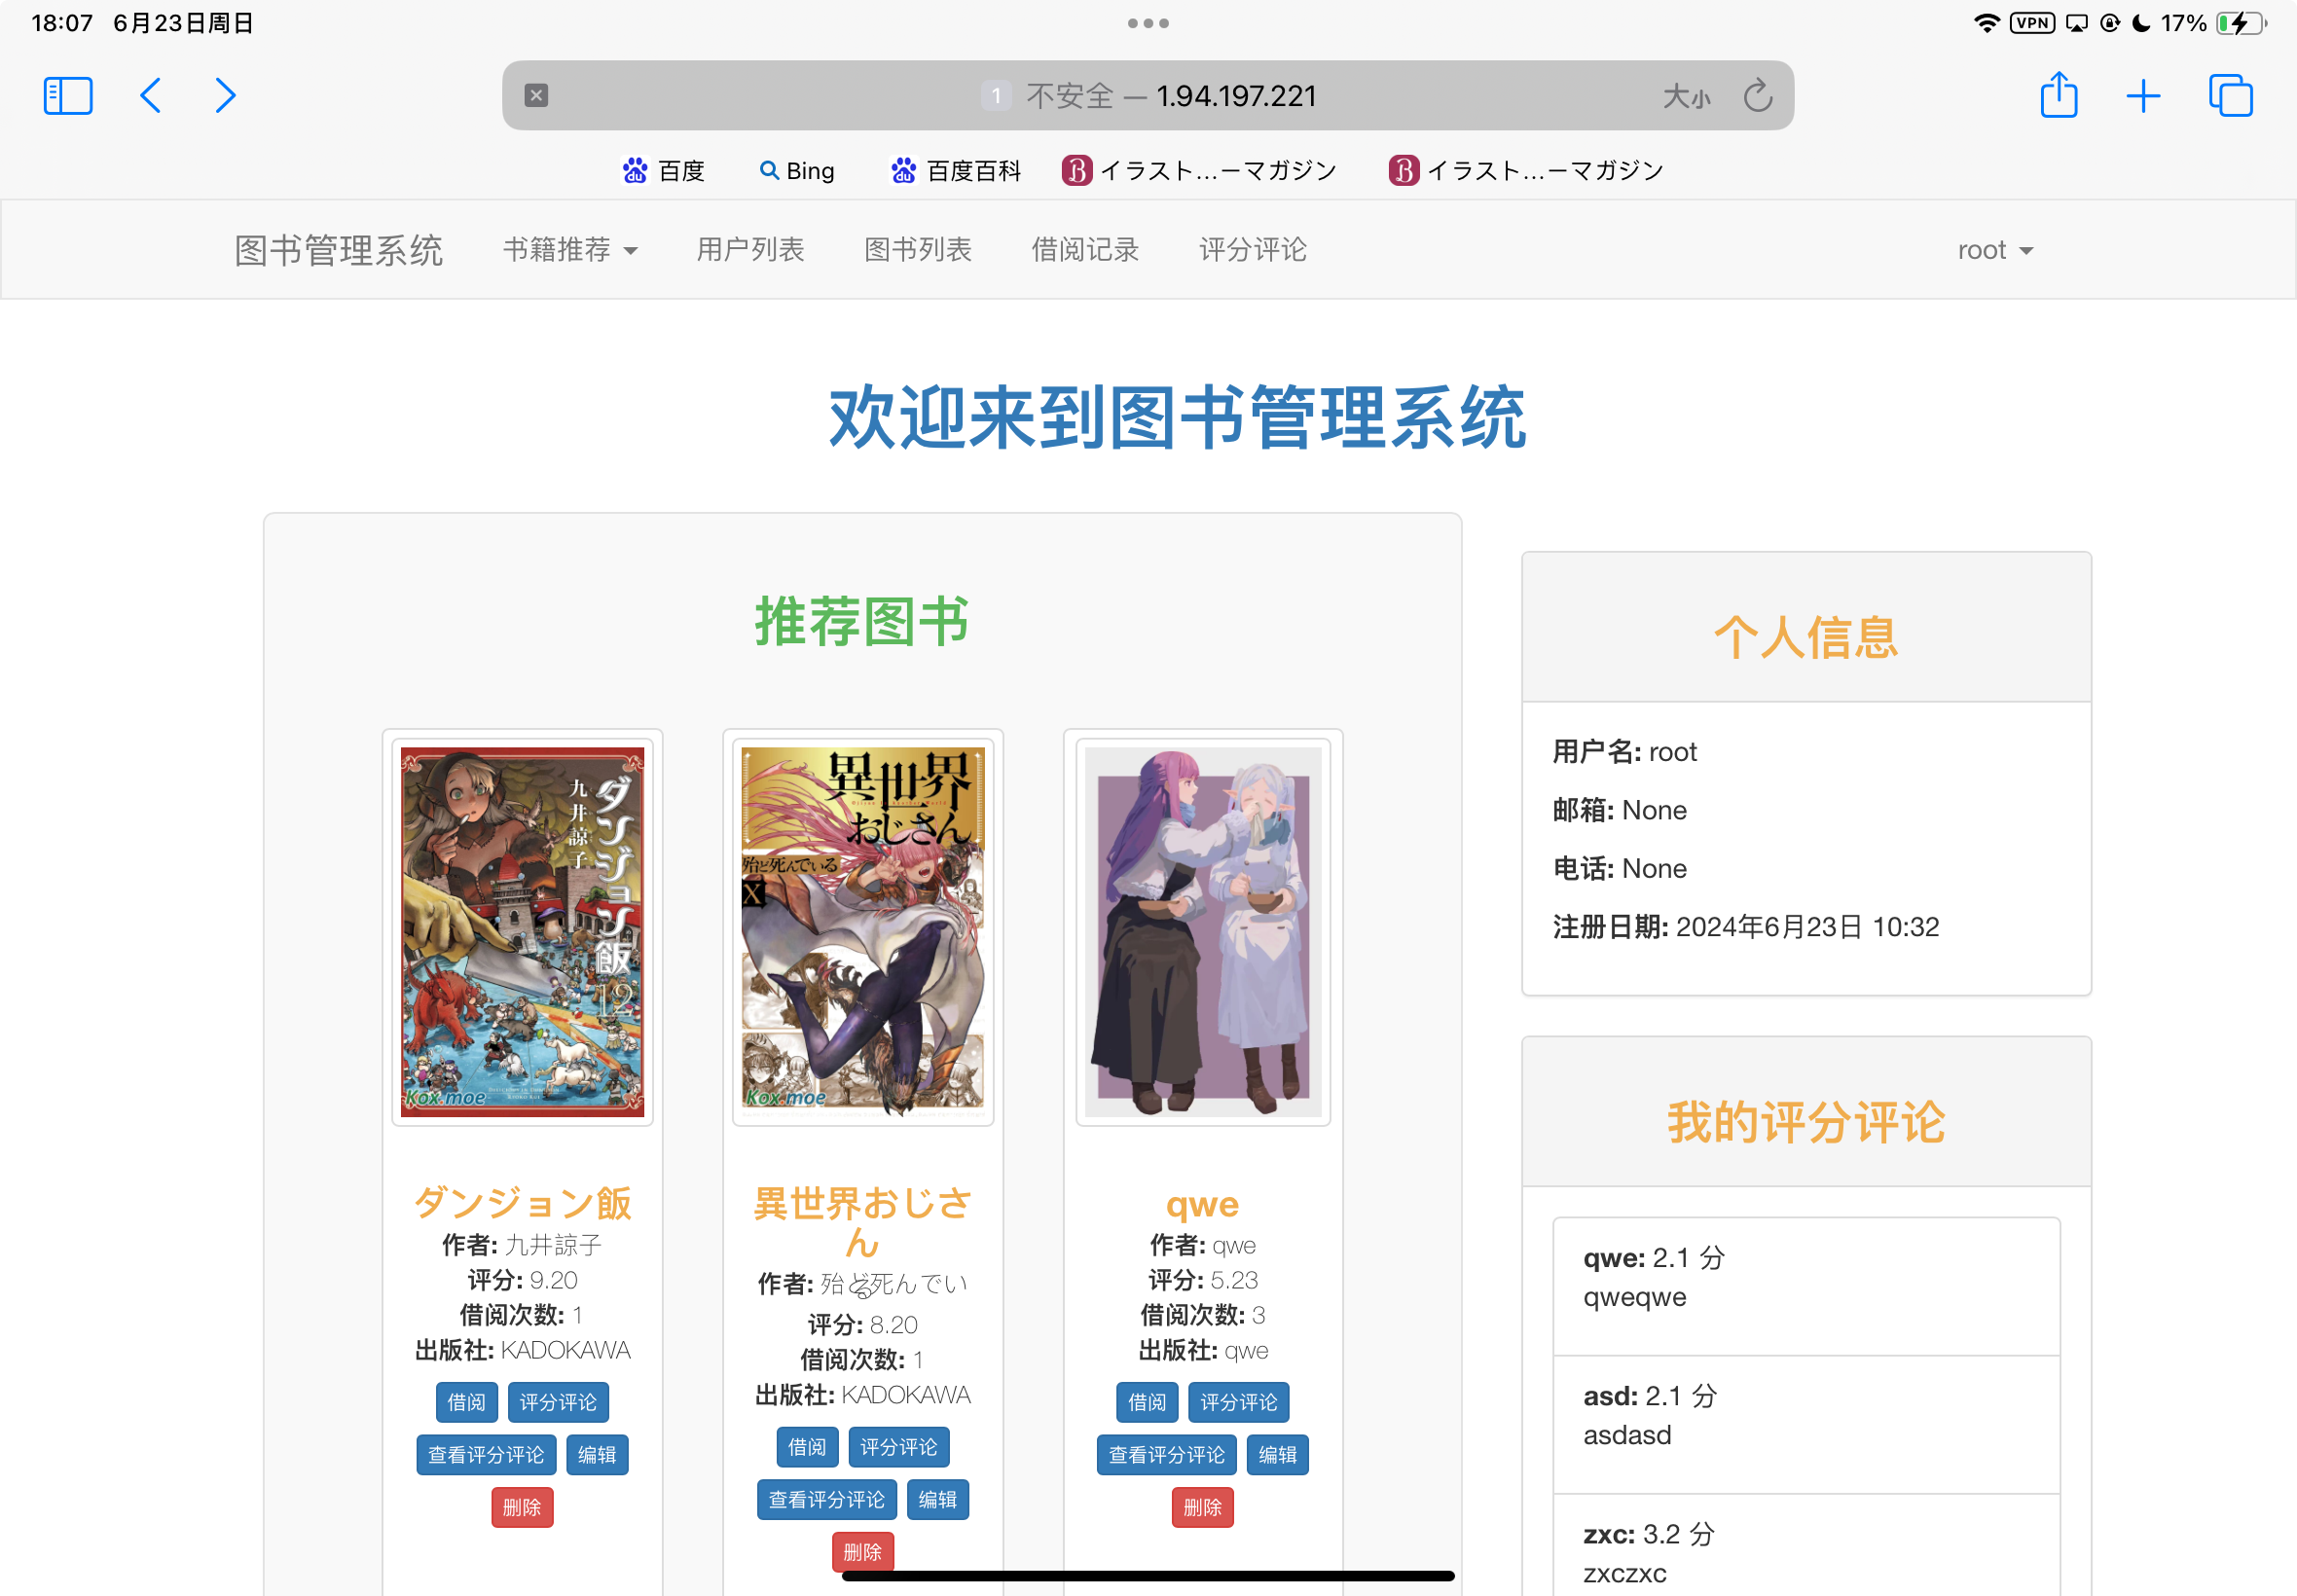 18:07 6月23日周日
VPN 17%
1 不安全 — 1.94.197.221 大小
百度 Bing 百度百科 イラスト...ーマガジン イラスト...ーマガジン
图书管理系统 书籍推荐 用户列表 图书列表 借阅记录 评分评论 root
欢迎来到图书管理系统
推荐图书
ダンジョン飯
九井諒子
12
Kox.moe
ダンジョン飯
作者: 九井諒子
评分: 9.20
借阅次数: 1
出版社: KADOKAWA
借阅 评分评论
查看评分评论 编辑
删除
異世界
おじさん
殆ど死んでいる
X
Kox.moe
異世界おじさ
ん
作者: 殆ど死んでい
る
评分: 8.20
借阅次数: 1
出版社: KADOKAWA
借阅 评分评论
查看评分评论 编辑
删除
qwe
作者: qwe
评分: 5.23
借阅次数: 3
出版社: qwe
借阅 评分评论
查看评分评论 编辑
删除
个人信息
用户名: root
邮箱: None
电话: None
注册日期: 2024年6月23日 10:32
我的评分评论
qwe: 2.1 分
qweqwe
asd: 2.1 分
asdasd
zxc: 3.2 分
zxczxc